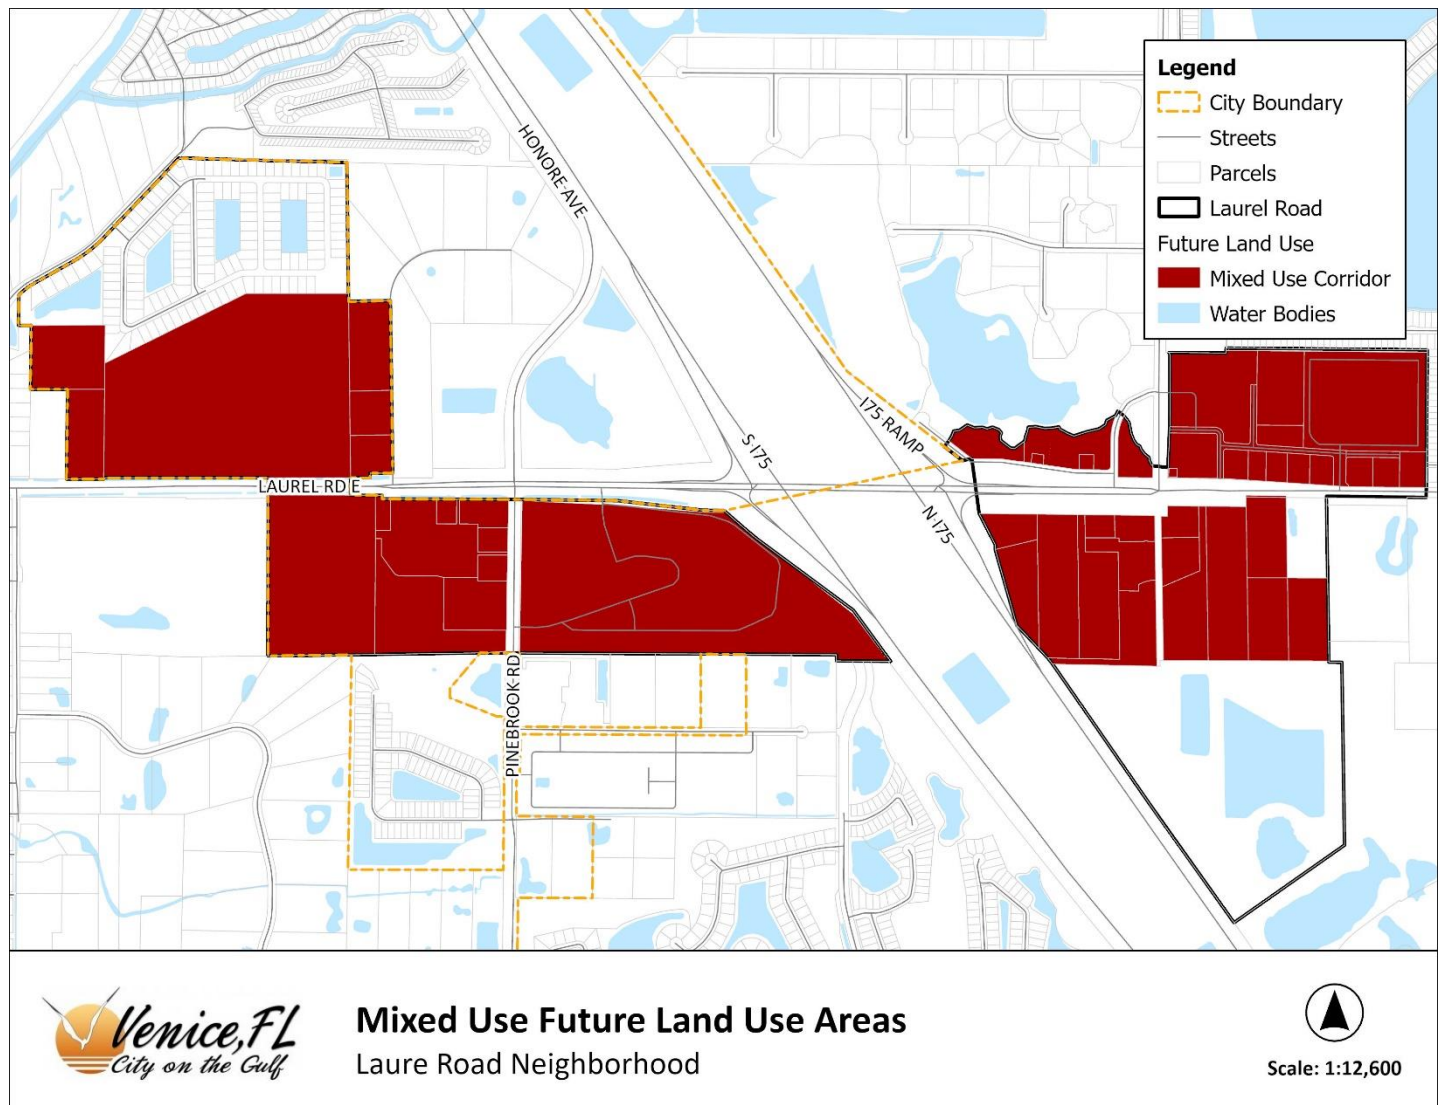 Legend
City Boundary
Streets
Parcels
Laurel Road
Future Land Use
Mixed Use Corridor
Water Bodies
HONORE AVE
I75 RAMP
S I75
N I75
LAUREL RD E
PINEBROOK RD
Venice, FL
City on the Gulf
Mixed Use Future Land Use Areas
Laure Road Neighborhood
Scale: 1:12,600